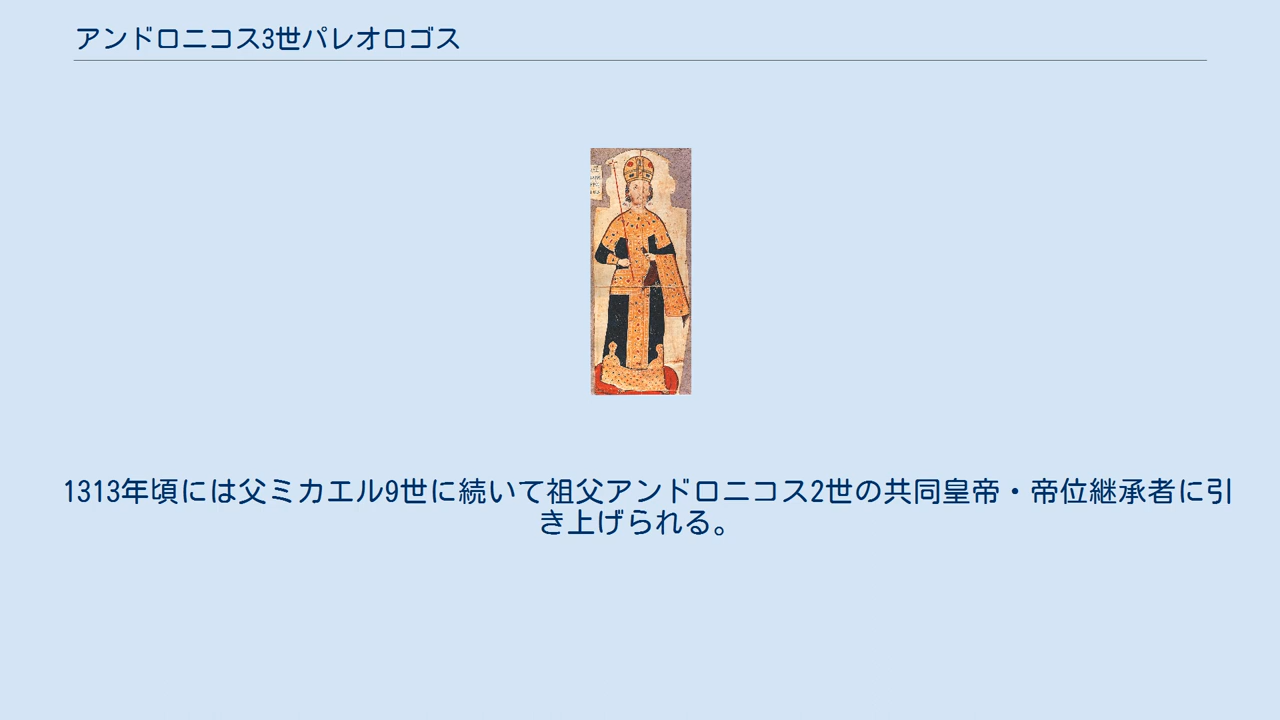 アンドロニコス3世パレオロゴス
1313年頃には父ミカエル9世に続いて祖父アンドロニコス2世の共同皇帝・帝位継承者に引
き上げられる。